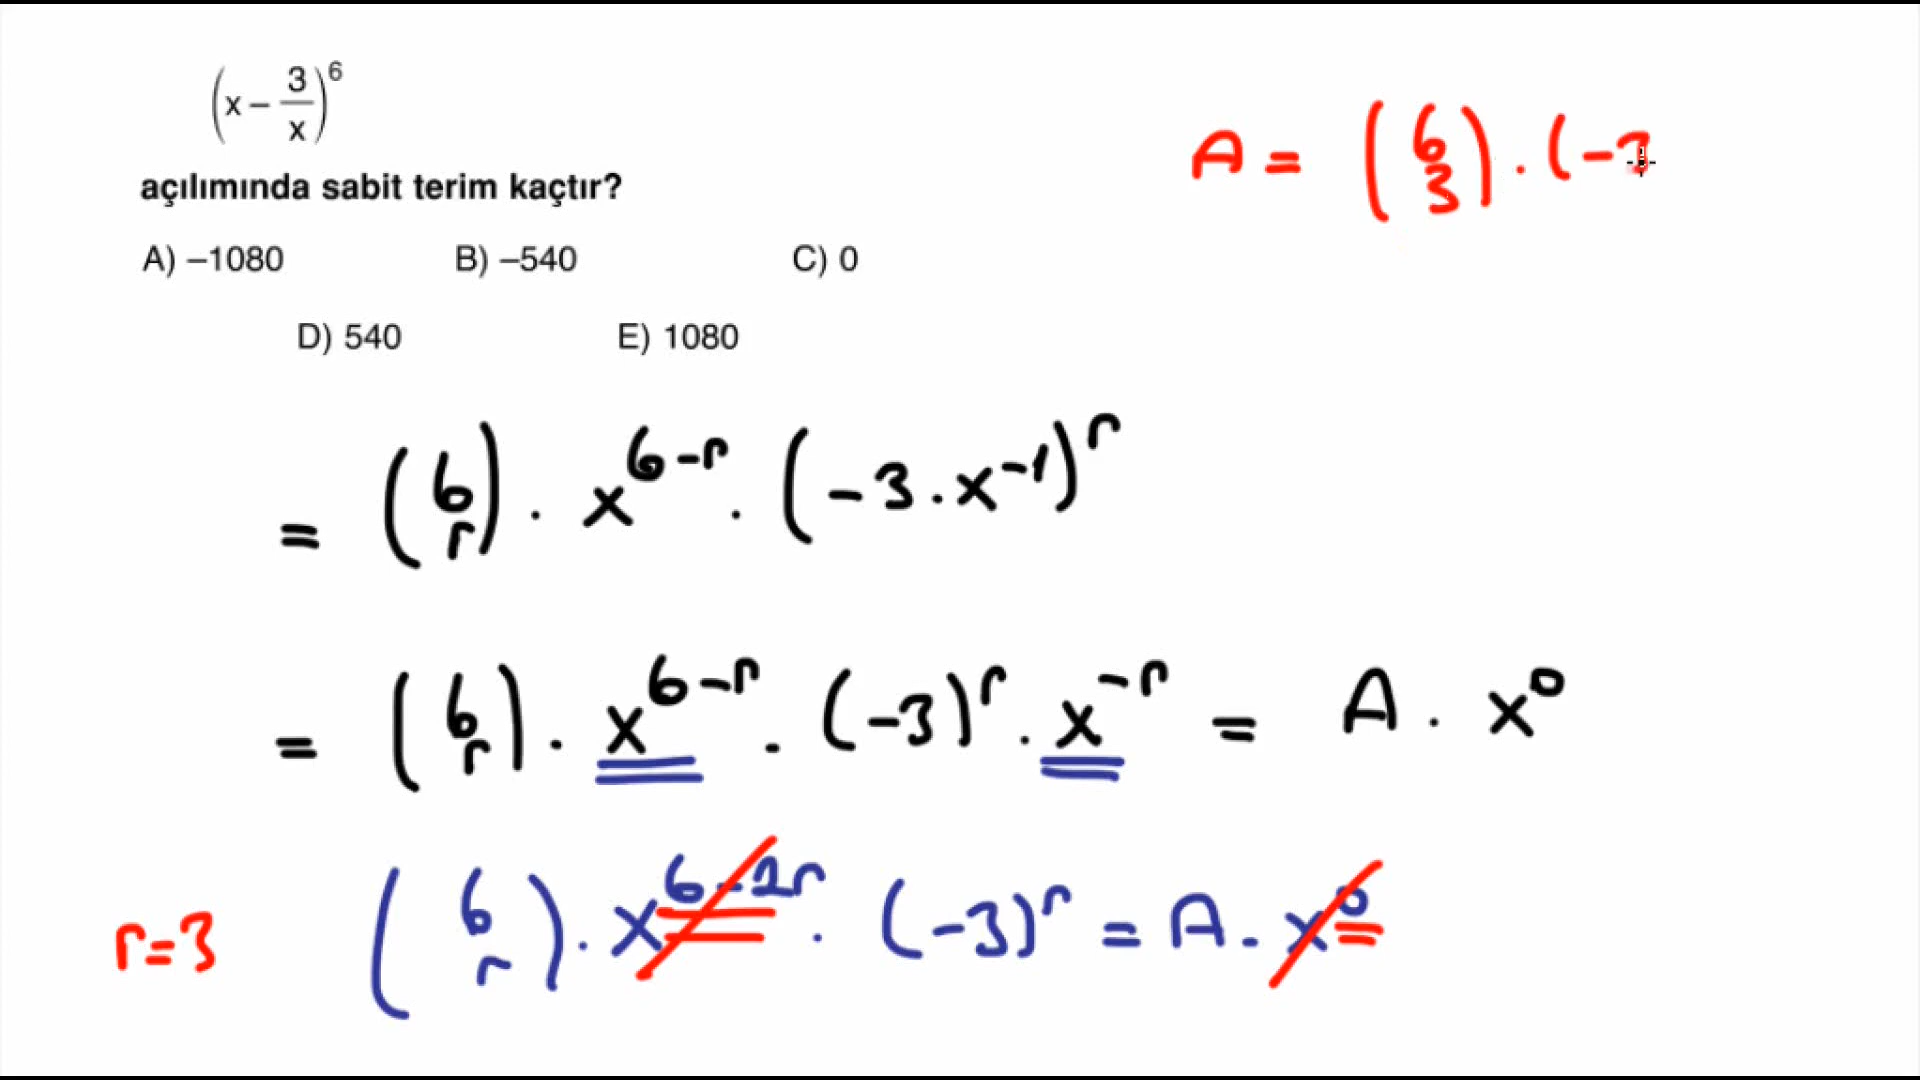 (x − 3/x)⁶
açılımında sabit terim kaçtır?
A) –1080 B) –540 C) 0
D) 540 E) 1080
A = (6 3) . (-3
= (6 r) . x^(6-r) . (-3 . x^(-1))^r
= (6 r) . x^(6-r) . (-3)^r . x^(-r) = A . x^0
r=3
(6 r) . x^(6-2r) . (-3)^r = A . x^0